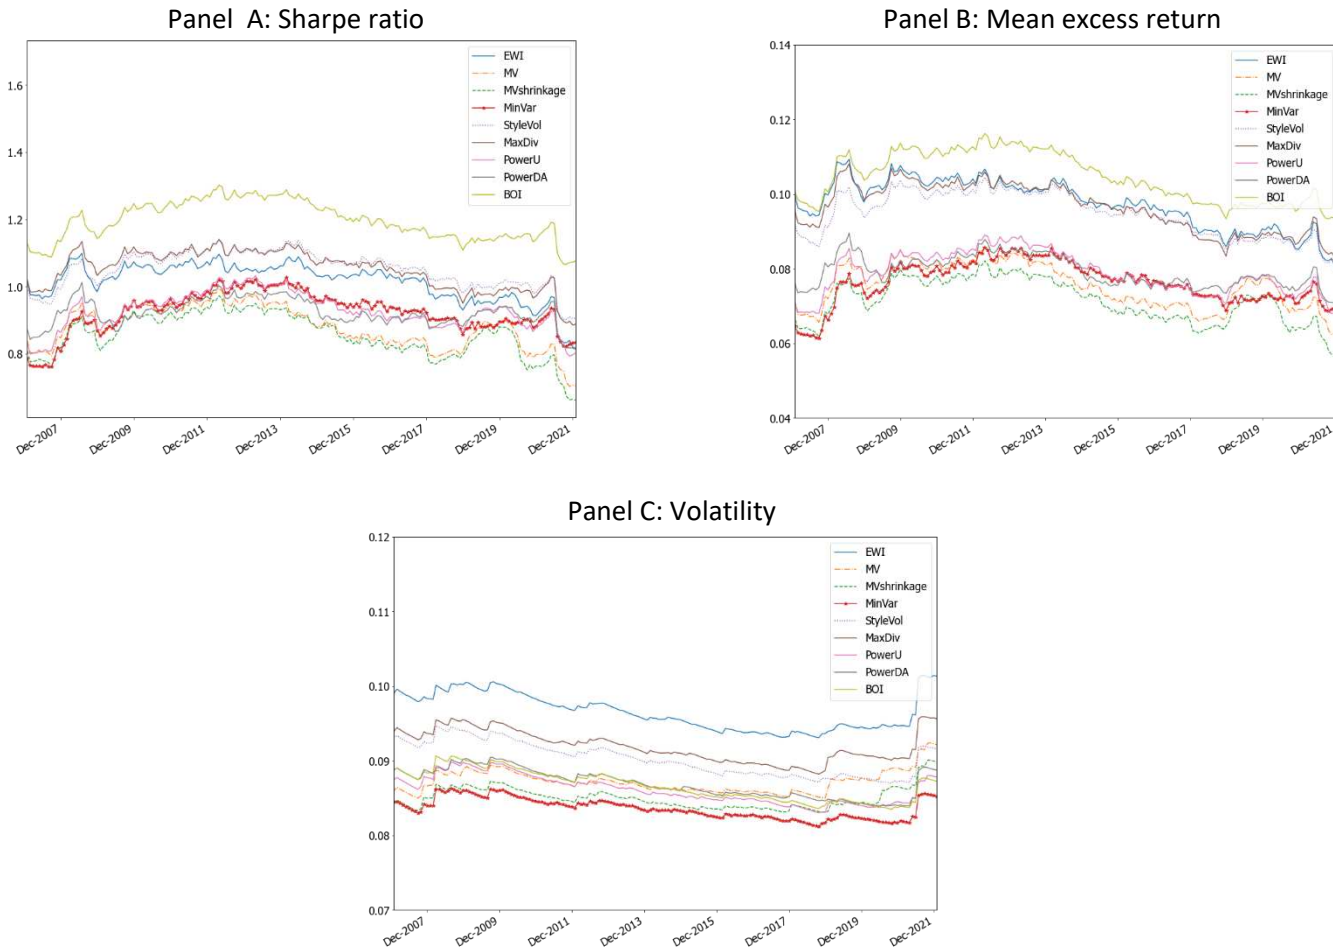 Panel A: Sharpe ratio
1.6
1.4
1.2
1.0
0.8
EWI
MV
MVshrinkage
MinVar
StyleVol
MaxDiv
PowerU
PowerDA
BOI
Dec-2007
Dec-2009
Dec-2011
Dec-2013
Dec-2015
Dec-2017
Dec-2019
Dec-2021
Panel B: Mean excess return
0.14
0.12
0.10
0.08
0.06
0.04
EWI
MV
MVshrinkage
MinVar
StyleVol
MaxDiv
PowerU
PowerDA
BOI
Dec-2007
Dec-2009
Dec-2011
Dec-2013
Dec-2015
Dec-2017
Dec-2019
Dec-2021
Panel C: Volatility
0.12
0.11
0.10
0.09
0.08
0.07
EWI
MV
MVshrinkage
MinVar
StyleVol
MaxDiv
PowerU
PowerDA
BOI
Dec-2007
Dec-2009
Dec-2011
Dec-2013
Dec-2015
Dec-2017
Dec-2019
Dec-2021